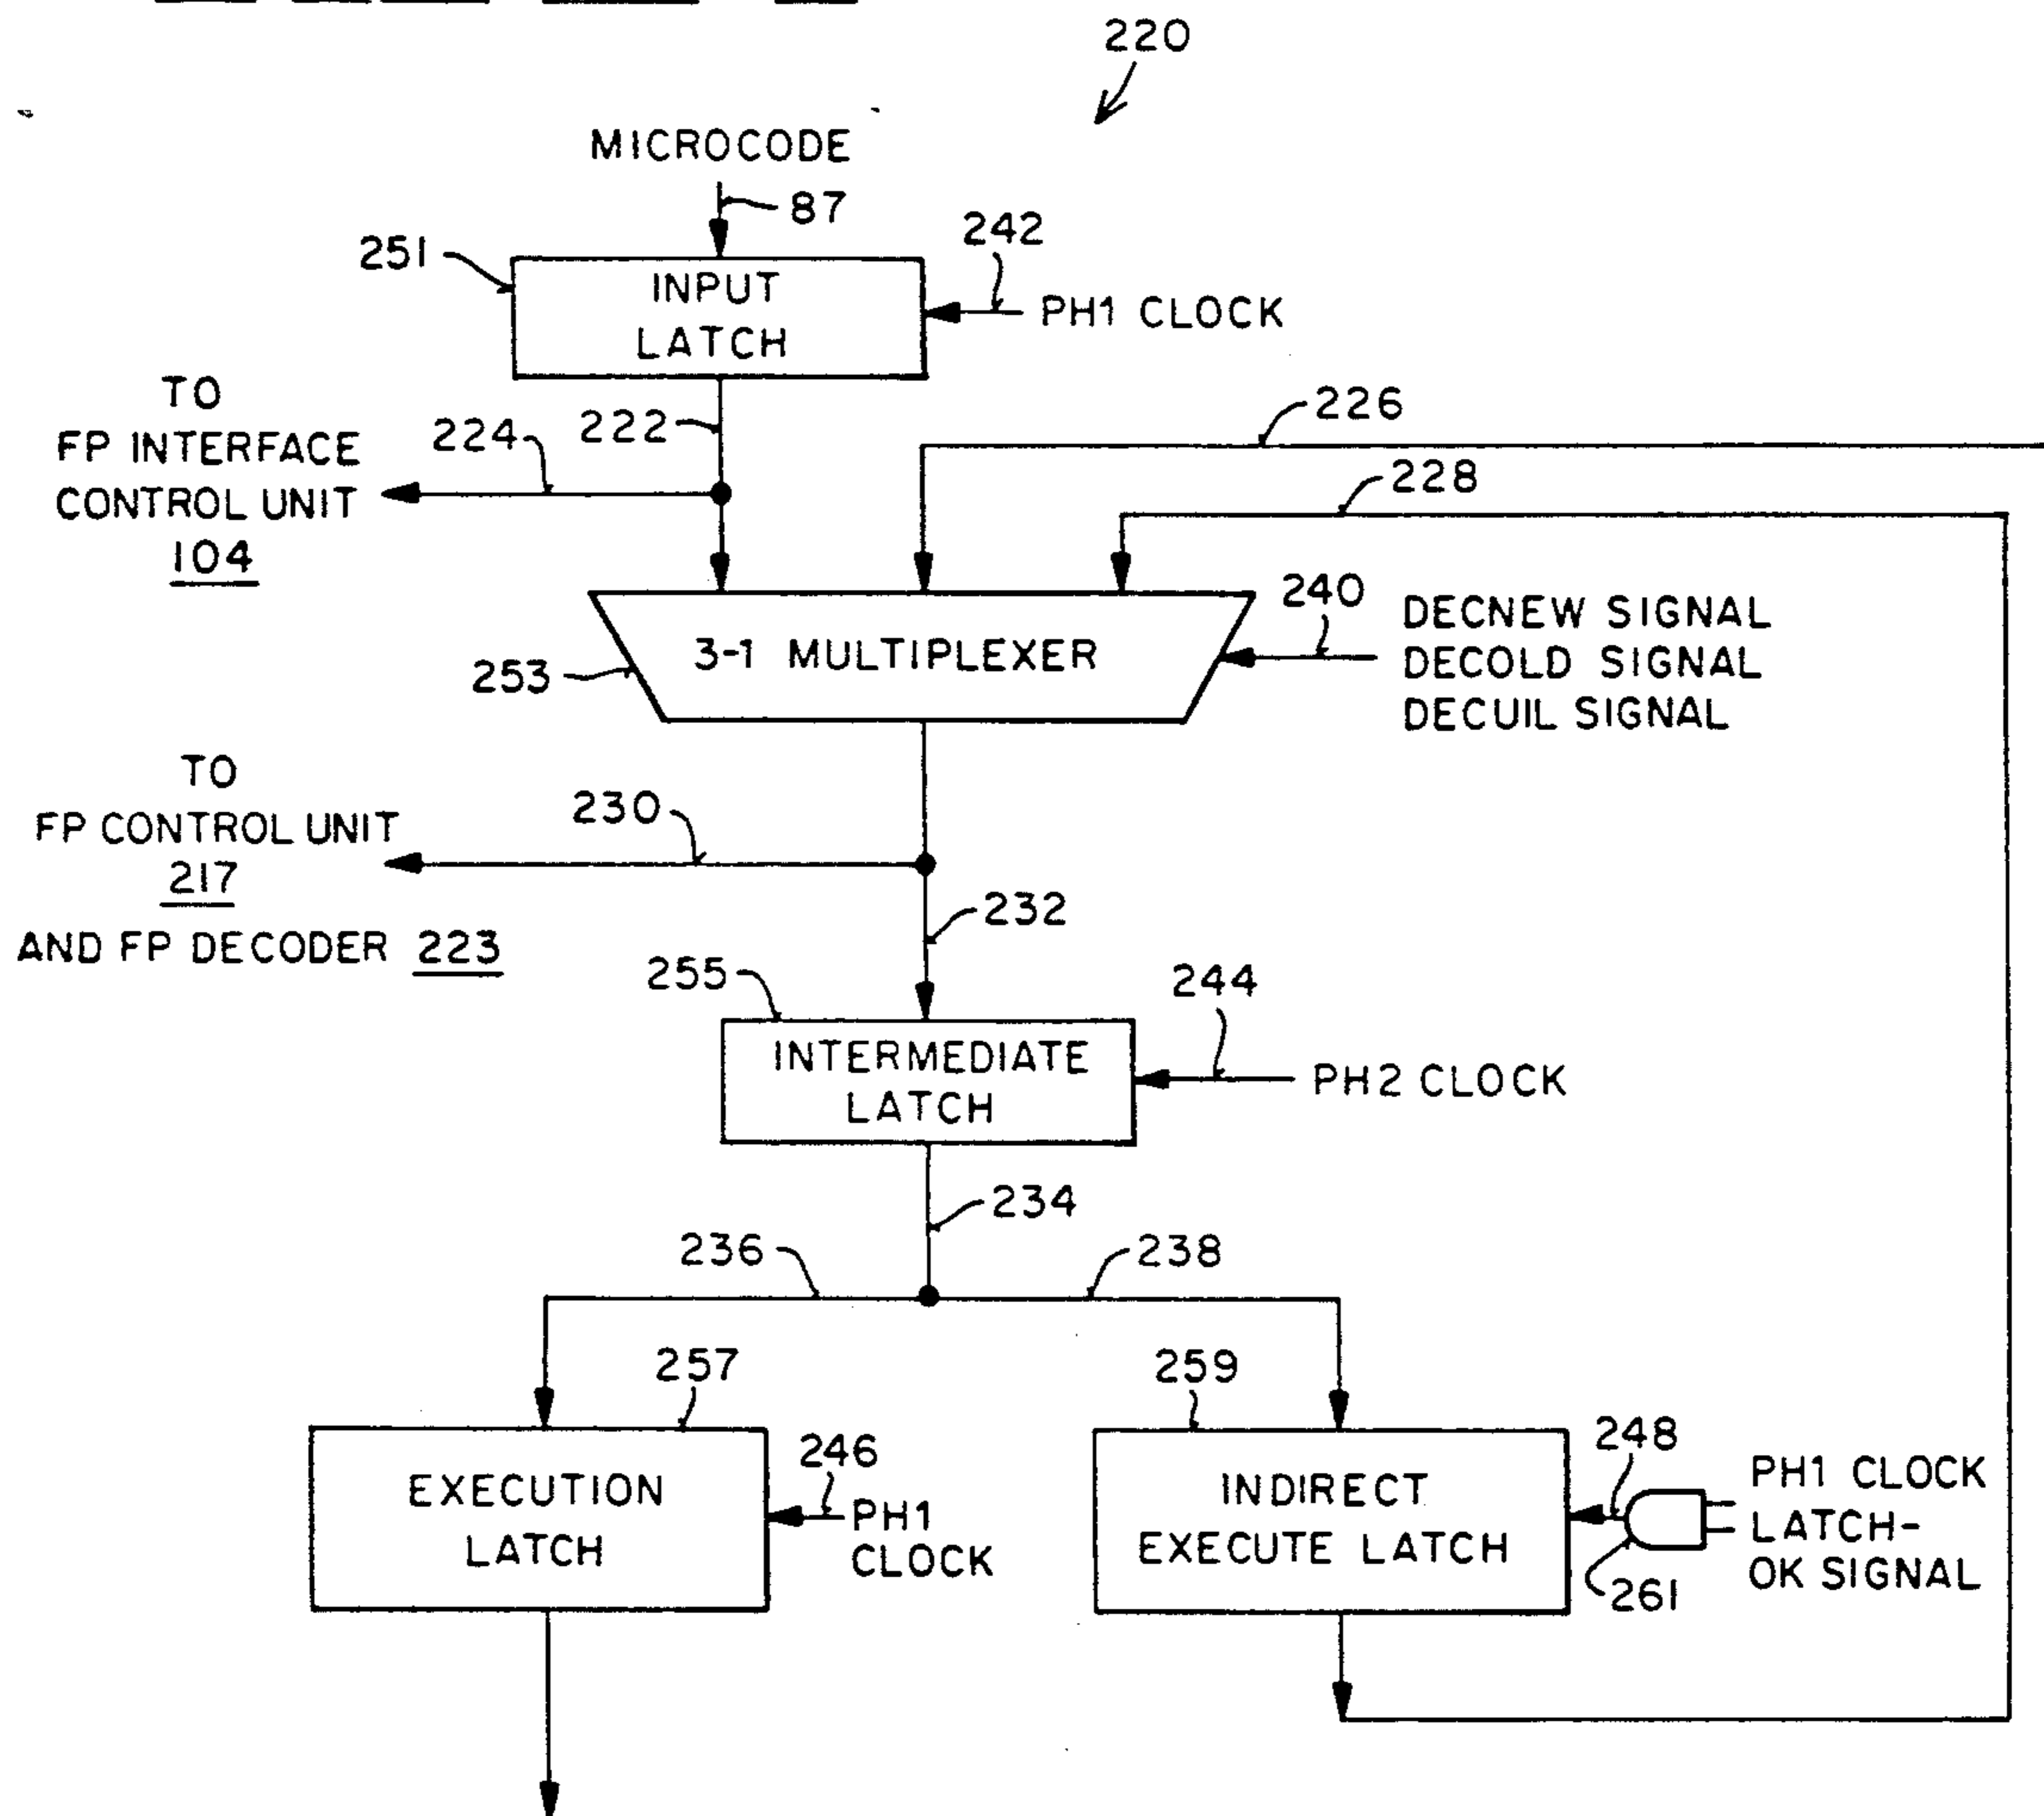 220
MICROCODE
87
251
242
INPUT
LATCH
PH1 CLOCK
TO
FP INTERFACE
CONTROL UNIT
104
224
222
226
228
253
3-1 MULTIPLEXER
240
DECNEW SIGNAL
DECOLD SIGNAL
DECUIL SIGNAL
TO
FP CONTROL UNIT
217
AND FP DECODER 223
230
232
255
244
INTERMEDIATE
LATCH
PH2 CLOCK
234
236
238
257
259
EXECUTION
LATCH
246
PH1
CLOCK
INDIRECT
EXECUTE LATCH
248
261
PH1 CLOCK
LATCH-
OK SIGNAL